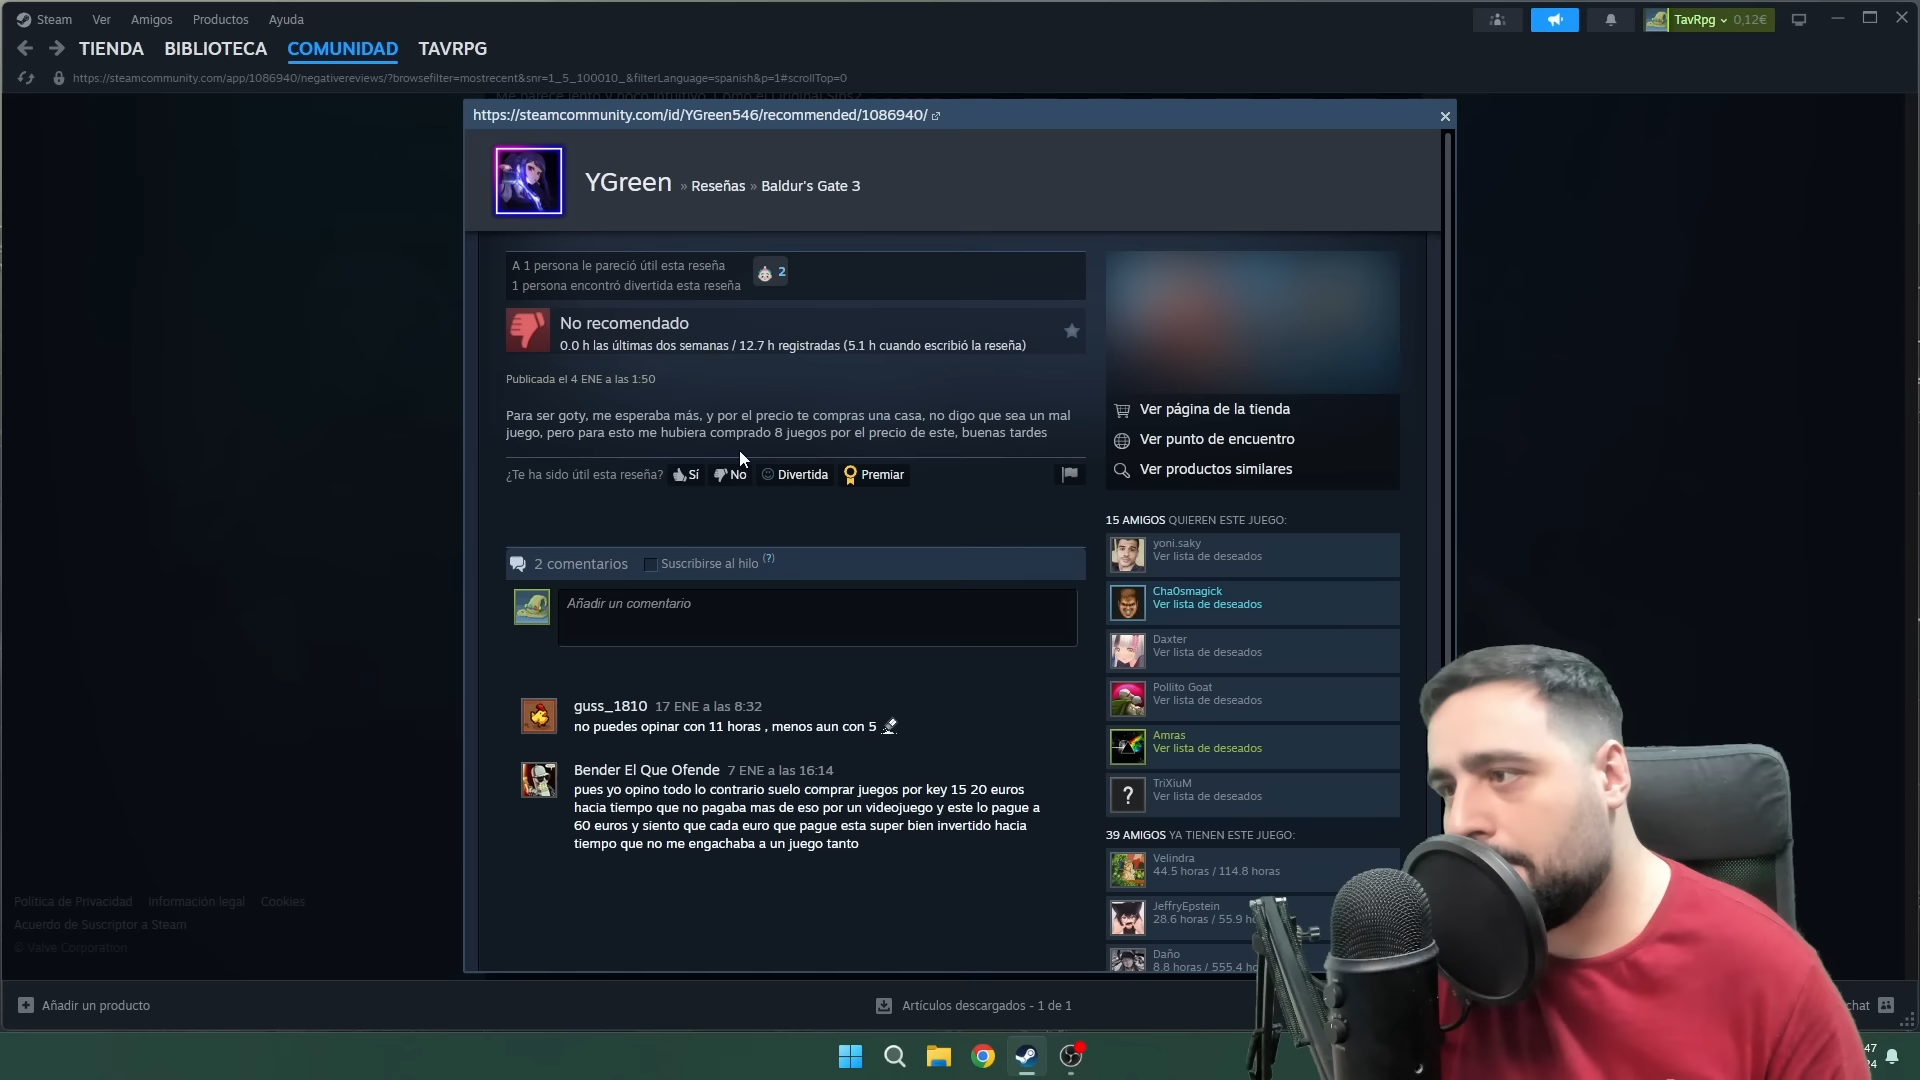 Steam
Ver
Amigos
Productos
Ayuda
TavRpg
0,12€
TIENDA
BIBLIOTECA
COMUNIDAD
TAVRPG
https://steamcommunity.com/app/1086940/negativereviews/?browsefilter=mostrecent&snr=1_5_100010_&filterLanguage=spanish&p=1#scrollTop=0
https://steamcommunity.com/id/YGreen546/recommended/1086940/
YGreen » Reseñas » Baldur's Gate 3
A 1 persona le pareció útil esta reseña
1 persona encontró divertida esta reseña
2
No recomendado
0.0 h las últimas dos semanas / 12.7 h registradas (5.1 h cuando escribió la reseña)
Publicada el 4 ENE a las 1:50
Para ser goty, me esperaba más, y por el precio te compras una casa, no digo que sea un mal
juego, pero para esto me hubiera comprado 8 juegos por el precio de este, buenas tardes
¿Te ha sido útil esta reseña?
Sí
No
Divertida
Premiar
2 comentarios
Suscribirse al hilo (?)
Añadir un comentario
guss_1810 17 ENE a las 8:32
no puedes opinar con 11 horas , menos aun con 5
Bender El Que Ofende 7 ENE a las 16:14
pues yo opino todo lo contrario suelo comprar juegos por key 15 20 euros
hacia tiempo que no pagaba mas de eso por un videojuego y este lo pague a
60 euros y siento que cada euro que pague esta super bien invertido hacia
tiempo que no me engachaba a un juego tanto
Ver página de la tienda
Ver punto de encuentro
Ver productos similares
15 AMIGOS QUIEREN ESTE JUEGO:
yoni.saky
Ver lista de deseados
Cha0smagick
Ver lista de deseados
Daxter
Ver lista de deseados
Pollito Goat
Ver lista de deseados
Amras
Ver lista de deseados
TriXiuM
Ver lista de deseados
39 AMIGOS YA TIENEN ESTE JUEGO:
Velindra
44.5 horas / 114.8 horas
JeffryEpstein
28.6 horas / 55.9
Daño
8.8 horas / 555.4
Política de Privacidad
Información legal
Cookies
Acuerdo de Suscriptor a Steam
© Valve Corporation
Añadir un producto
Artículos descargados - 1 de 1
chat
47
24